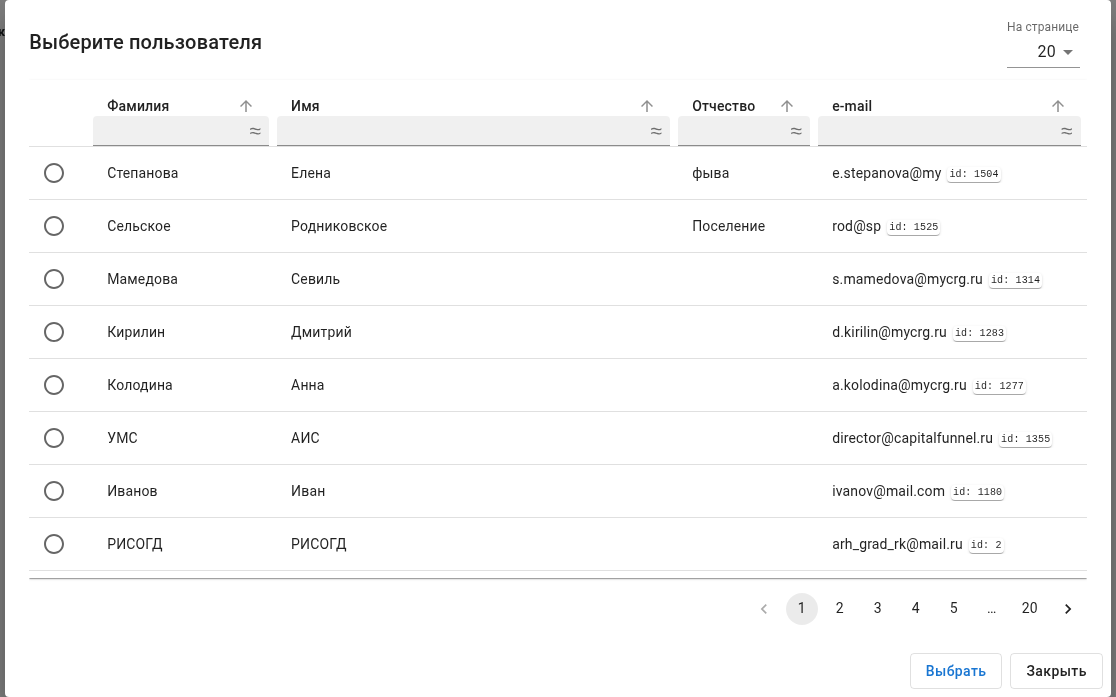 На странице
Выберите пользователя
20
Фамилия Имя Отчество e-mail
≈ ≈ ≈ ≈
Степанова Елена фыва e.stepanova@my id: 1504
Сельское Родниковское Поселение rod@sp id: 1525
Мамедова Севиль s.mamedova@mycrg.ru id: 1314
Кирилин Дмитрий d.kirilin@mycrg.ru id: 1283
Колодина Анна a.kolodina@mycrg.ru id: 1277
УМС АИС director@capitalfunnel.ru id: 1355
Иванов Иван ivanov@mail.com id: 1180
РИСОГД РИСОГД arh_grad_rk@mail.ru id: 2
1 2 3 4 5 ... 20
Выбрать Закрыть